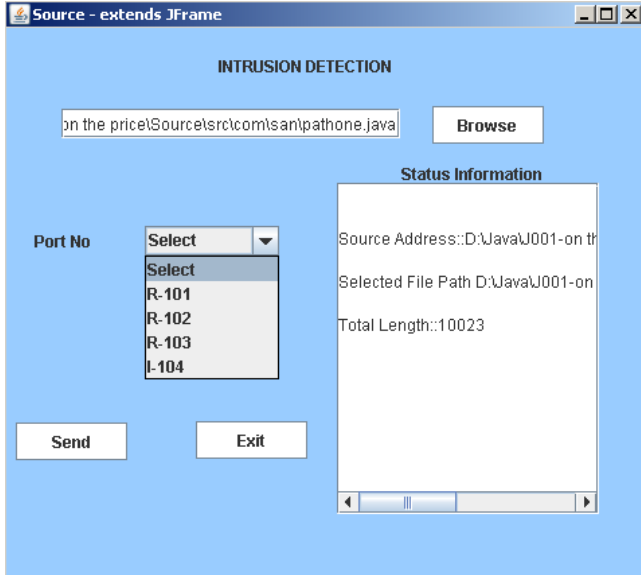 Source - extends JFrame
INTRUSION DETECTION
on the price\Source\src\com\san\pathone.java
Browse
Status Information
Port No
Select
Select
R-101
R-102
R-103
I-104
Source Address::D:\Java\J001-on th
Selected File Path D:\Java\J001-on
Total Length::10023
Send
Exit